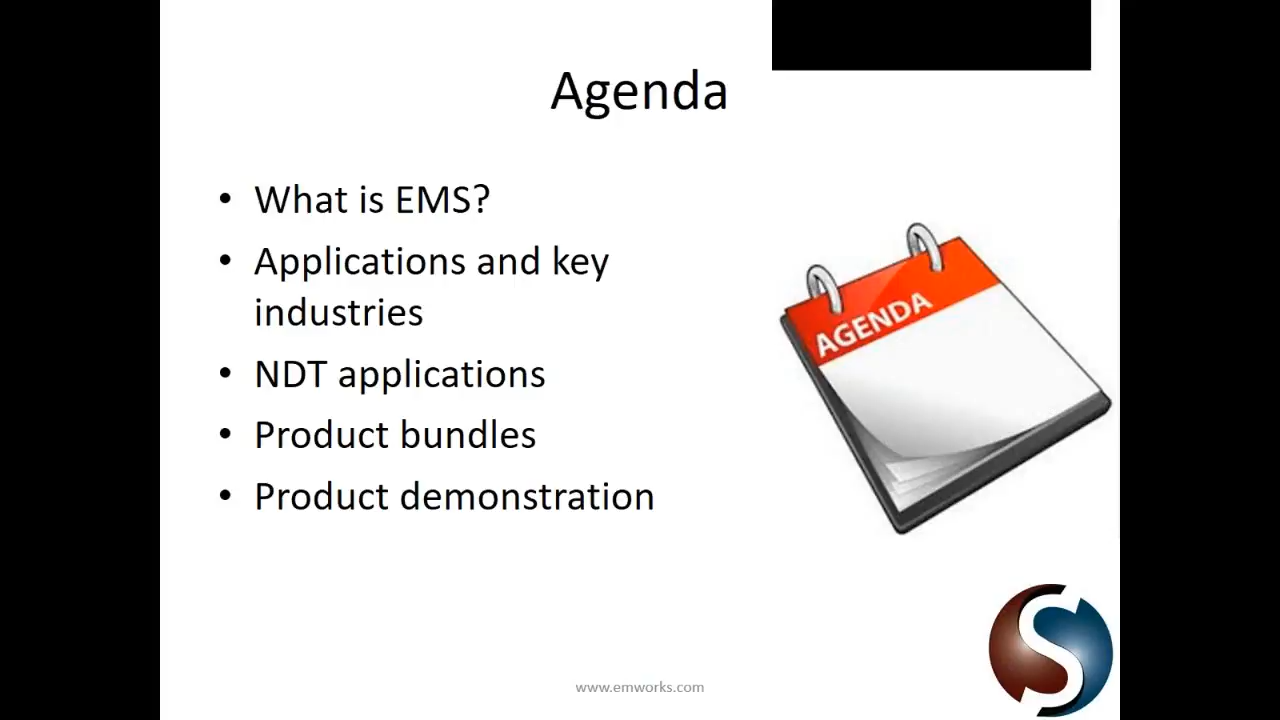 Agenda
• What is EMS?
• Applications and key
industries
• NDT applications
• Product bundles
• Product demonstration
AGENDA
S
www.emworks.com